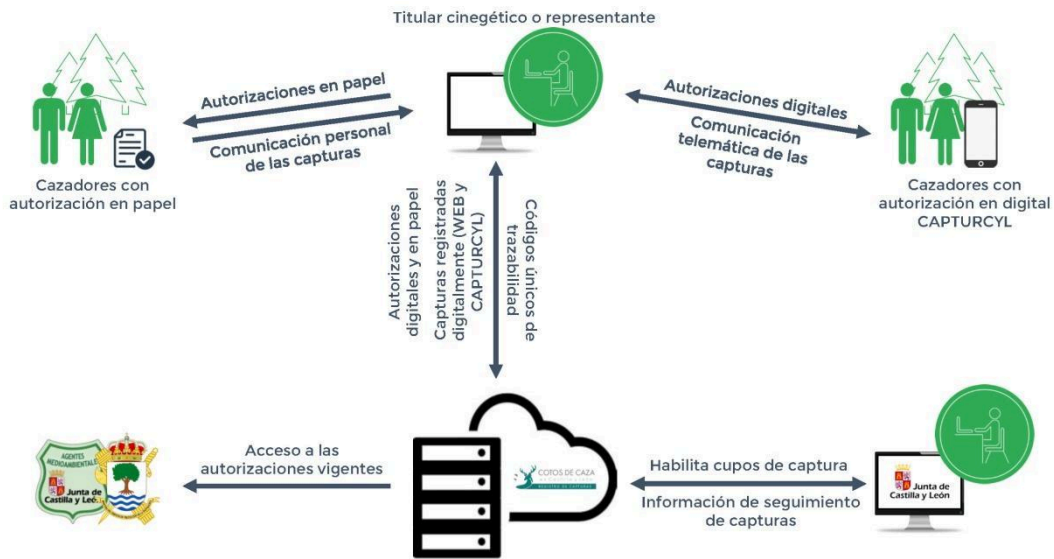 Titular cinegético o representante
Autorizaciones en papel
Comunicación personal
de las capturas
Autorizaciones digitales
Comunicación
telemática de las
capturas
Cazadores con
autorización en papel
Cazadores con
autorización en digital
CAPTURCYL
Autorizaciones
digitales y en papel
Capturas registradas
digitalmente (WEB y
CAPTURCYL)
Códigos únicos de
trazabilidad
AGENTES
MEDIOAMBIENTALES
Junta de
Castilla y León
Acceso a las
autorizaciones vigentes
COTOS DE CAZA
REGISTRO DE CAPTURAS
Habilita cupos de captura
Información de seguimiento
de capturas
Junta de
Castilla y León